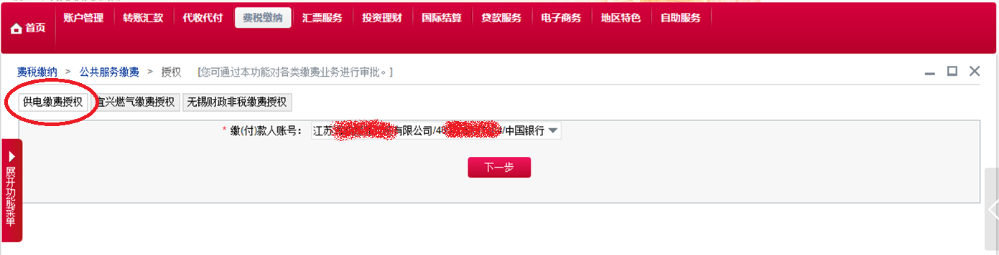 首页 账户管理 转账汇款 代收代付 费税缴纳 汇票服务 投资理财 国际结算 贷款服务 电子商务 地区特色 自助服务
费税缴纳 > 公共服务缴费 > 授权 [您可通过本功能对各类缴费业务进行审批。]
供电缴费授权 宜兴燃气缴费授权 无锡财政非税缴费授权
* 缴(付)款人账号： 江苏 有限公司/4 /中国银行
下一步
展开功能菜单